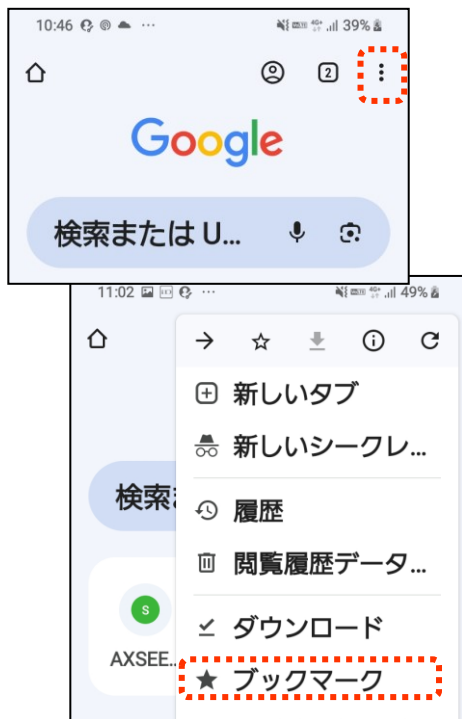 10:46 … 4G+ 39%
2
Google
検索または U...
11:02 … 4G+ 49%
新しいタブ
新しいシークレ...
検索
履歴
閲覧履歴データ...
S
ダウンロード
AXSEE..
ブックマーク